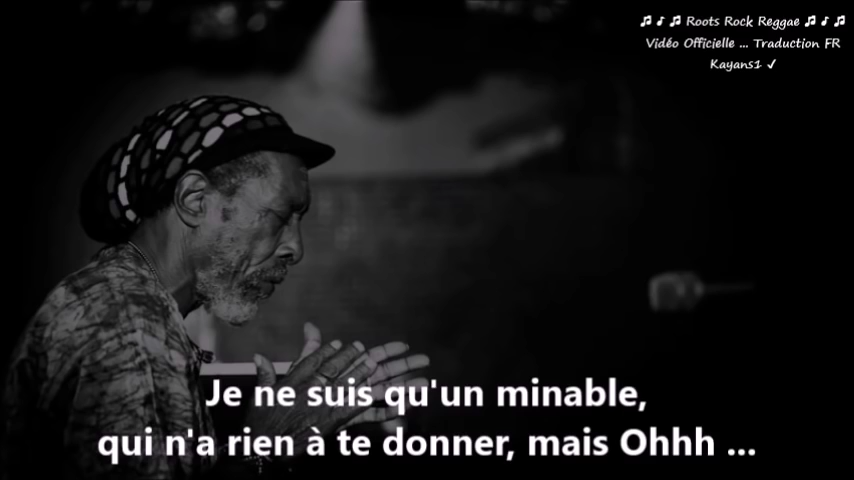 ♫ ♪ ♫ Roots Rock Reggae ♫ ♪ ♫
Vidéo Officielle ... Traduction FR
Kayans1 ✓
Je ne suis qu'un minable,
qui n'a rien à te donner, mais Ohhh ...